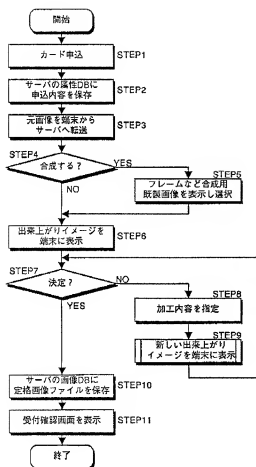 開始
カード申込
STEP1
サーバの属性DBに
申込内容を保存
STEP2
元画像を端末から
サーバへ転送
STEP3
STEP4
合成する?
YES
NO
STEP5
フレームなど合成用
既製画像を表示し選択
出来上がりイメージを
端末に表示
STEP6
STEP7
決定?
NO
YES
STEP8
加工内容を指定
STEP9
新しい出来上がり
イメージを端末に表示
サーバの画像DBに
定格画像ファイルを保存
STEP10
受付確認画面を表示
STEP11
終了